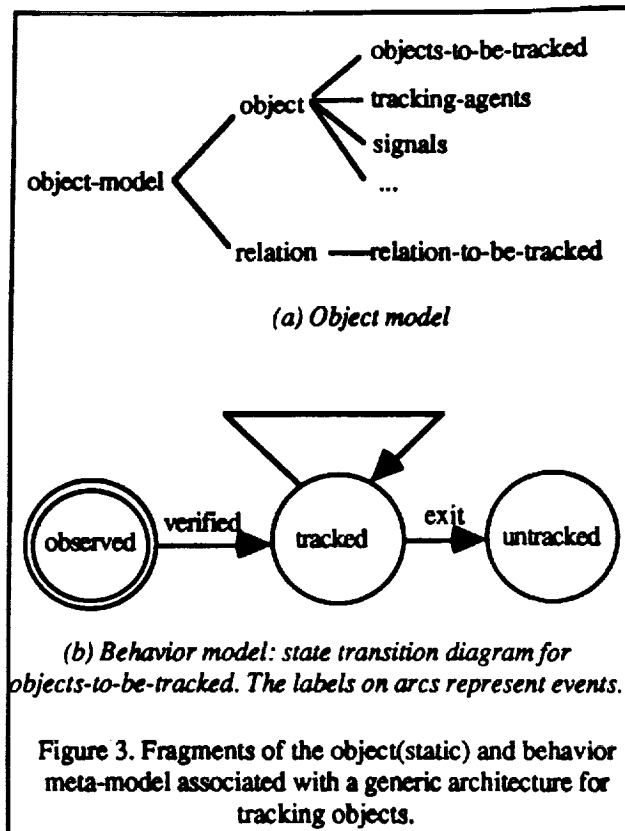 objects-to-be-tracked
object
tracking-agents
signals
...
object-model
relation
relation-to-be-tracked
(a) Object model
observed
verified
tracked
exit
untracked
(b) Behavior model: state transition diagram for
objects-to-be-tracked. The labels on arcs represent events.
Figure 3. Fragments of the object(static) and behavior
meta-model associated with a generic architecture for
tracking objects.